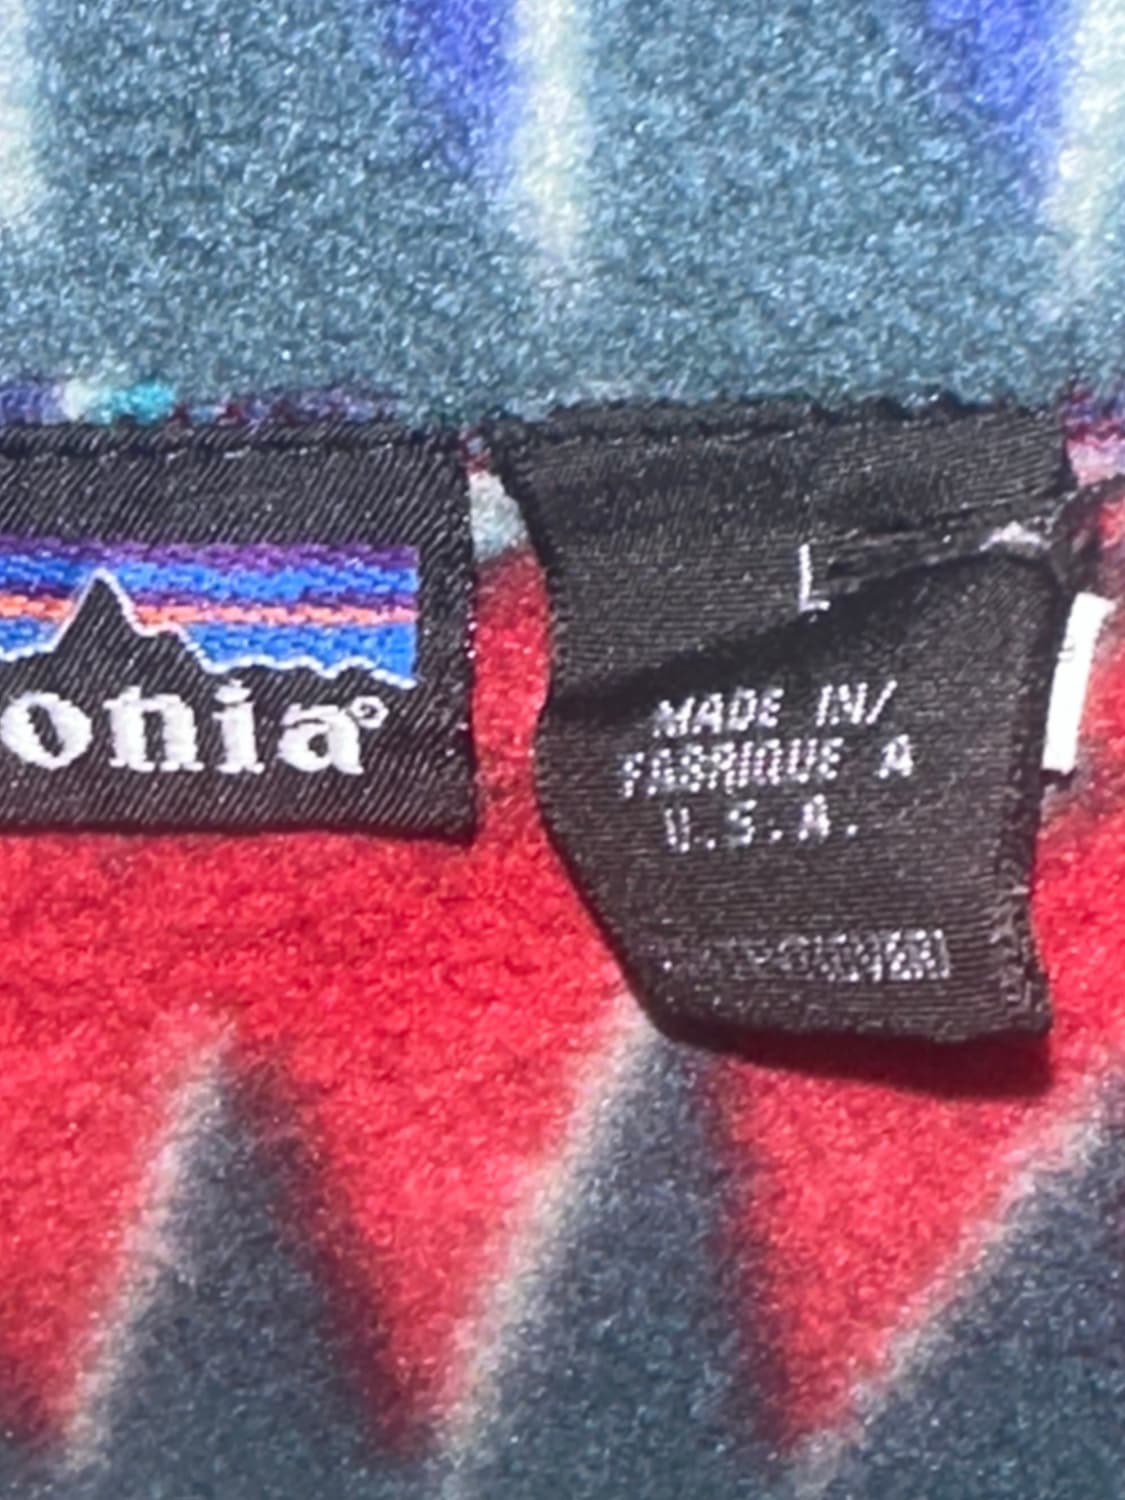 onia®
L
MADE IN/
FABRIQUE A
U.S.A.